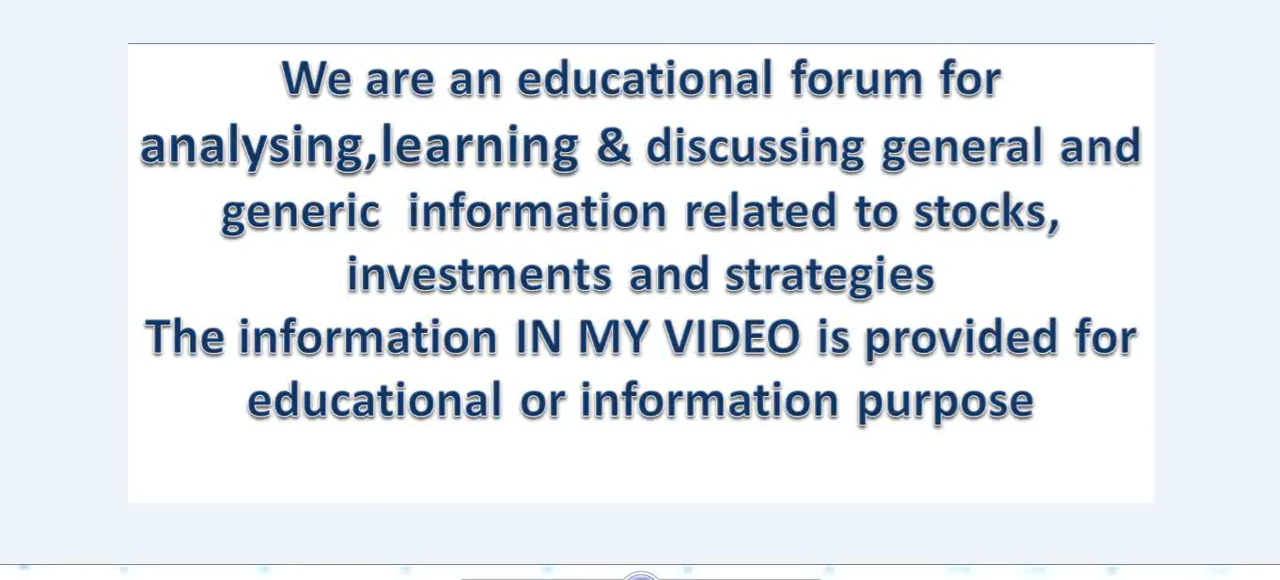 We are an educational forum for
analysing,learning & discussing general and
generic  information related to stocks,
investments and strategies
The information IN MY VIDEO is provided for
educational or information purpose